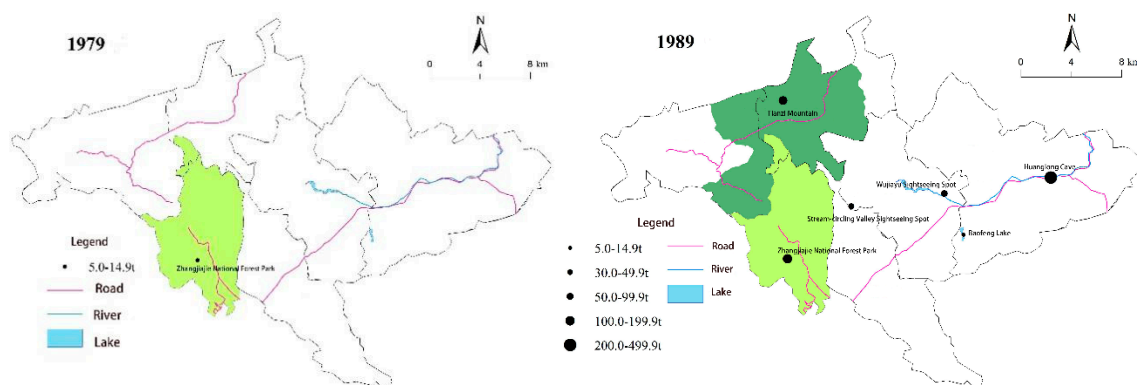 1979
N
0 4 8 km
Zhangjiajin National Forest Park
Legend
5.0-14.9t
Road
River
Lake
1989
N
0 4 8 km
Tianzi Mountain
Huanglong Cave
Wujiayu Sightseeing Spot
Stream-circling Valley Sightseeing Spot
Baofeng Lake
Zhangjiajie National Forest Park
Legend
5.0-14.9t
30.0-49.9t
50.0-99.9t
100.0-199.9t
200.0-499.9t
Road
River
Lake